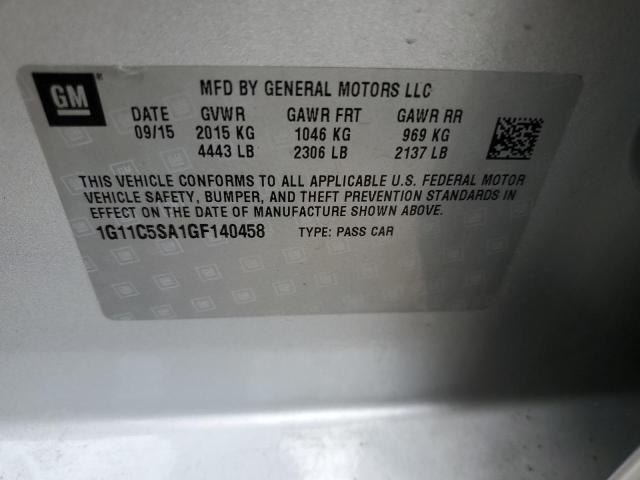 GM
MFD BY GENERAL MOTORS LLC
DATE GVWR GAWR FRT GAWR RR
09/15 2015 KG 1046 KG 969 KG
4443 LB 2306 LB 2137 LB
THIS VEHICLE CONFORMS TO ALL APPLICABLE U.S. FEDERAL MOTOR
VEHICLE SAFETY, BUMPER, AND THEFT PREVENTION STANDARDS IN
EFFECT ON THE DATE OF MANUFACTURE SHOWN ABOVE.
1G11C5SA1GF140458 TYPE: PASS CAR